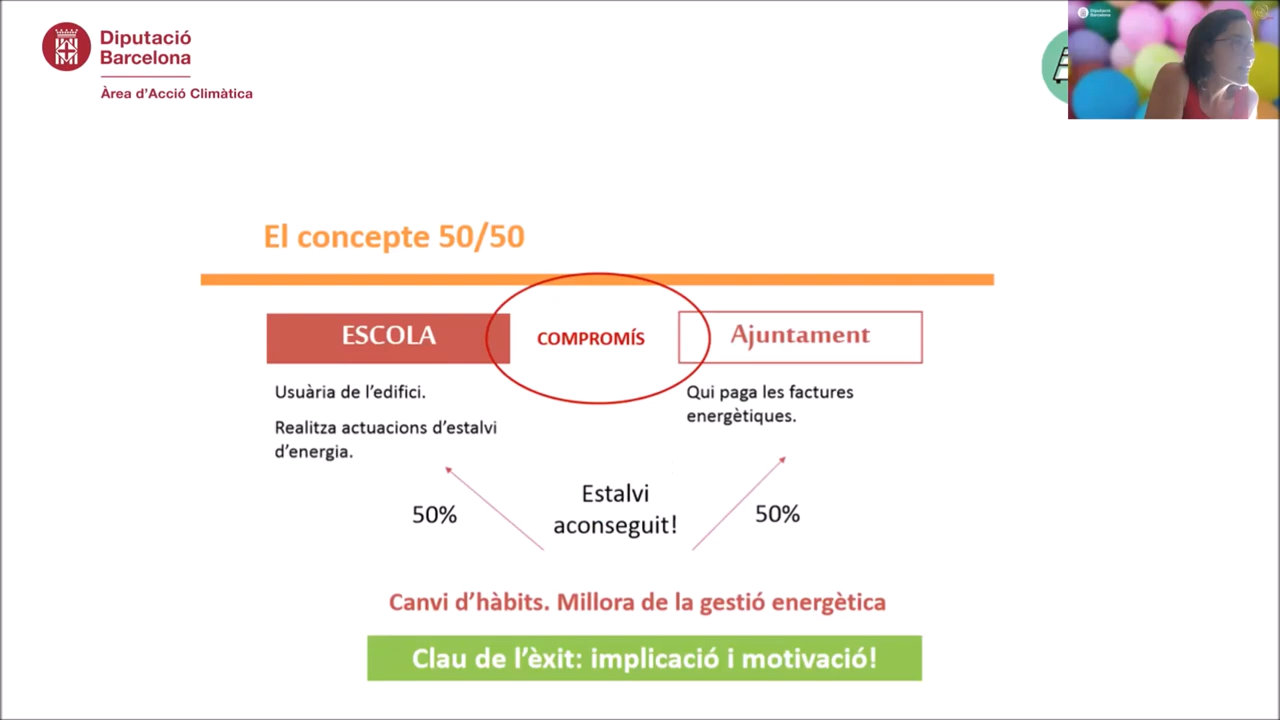 Diputació
Barcelona
Àrea d'Acció Climàtica
Diputació
Barcelona
El concepte 50/50
ESCOLA
COMPROMÍS
Ajuntament
Usuària de l'edifici.
Realitza actuacions d'estalvi
d'energia.
Qui paga les factures
energètiques.
50%
Estalvi
aconseguit!
50%
Canvi d'hàbits. Millora de la gestió energètica
Clau de l'èxit: implicació i motivació!